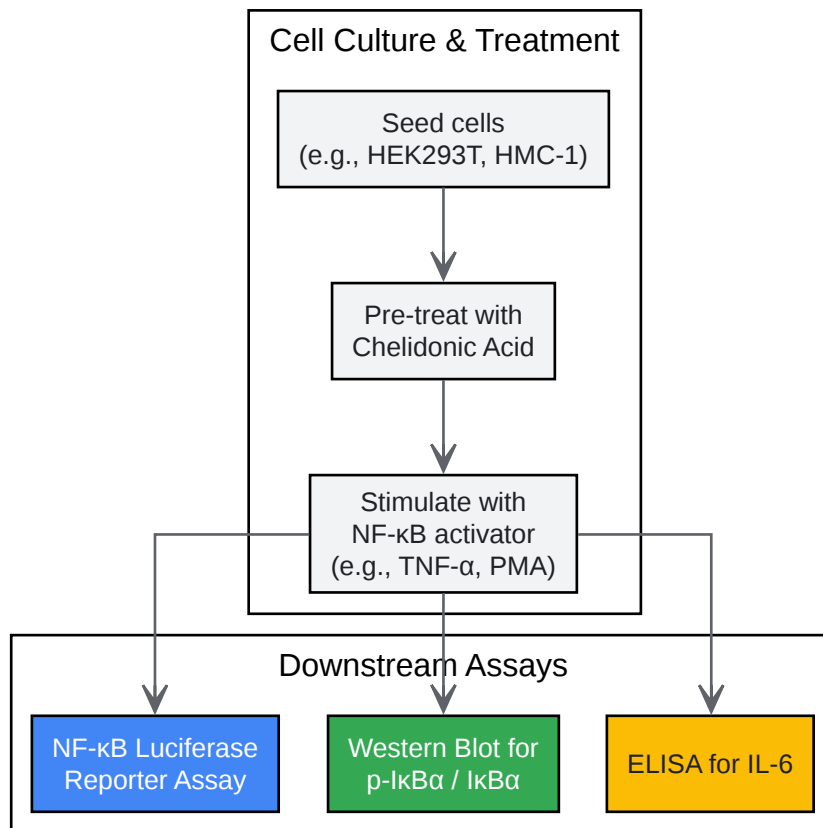 Cell Culture & Treatment
Seed cells
(e.g., HEK293T, HMC-1)
Pre-treat with
Chelidonic Acid
Stimulate with
NF-κB activator
(e.g., TNF-α, PMA)
Downstream Assays
NF-κB Luciferase
Reporter Assay
Western Blot for
p-IκBα / IκBα
ELISA for IL-6